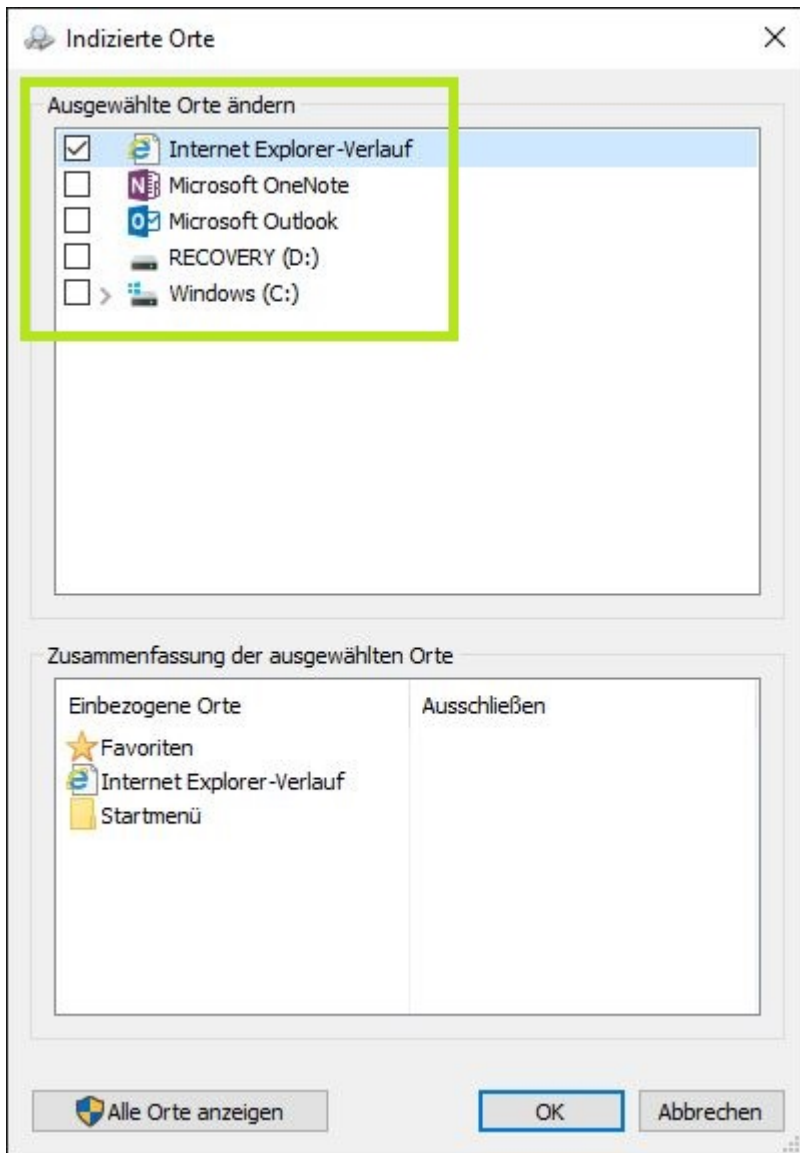 Indizierte Orte
Ausgewählte Orte ändern
Internet Explorer-Verlauf
Microsoft OneNote
Microsoft Outlook
RECOVERY (D:)
Windows (C:)
Zusammenfassung der ausgewählten Orte
Einbezogene Orte Ausschließen
Favoriten
Internet Explorer-Verlauf
Startmenü
Alle Orte anzeigen OK Abbrechen